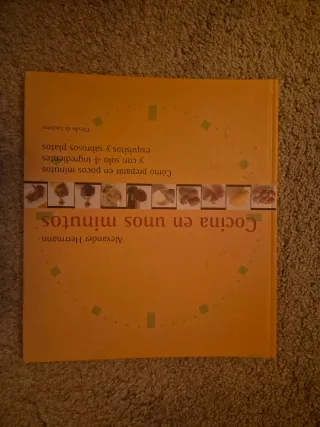 Alexander Herrmann
Cocina en unos minutos
Cómo preparar en pocos minutos
y con solo 4 ingredientes
exquisitos y sabrosos platos
Círculo de Lectores